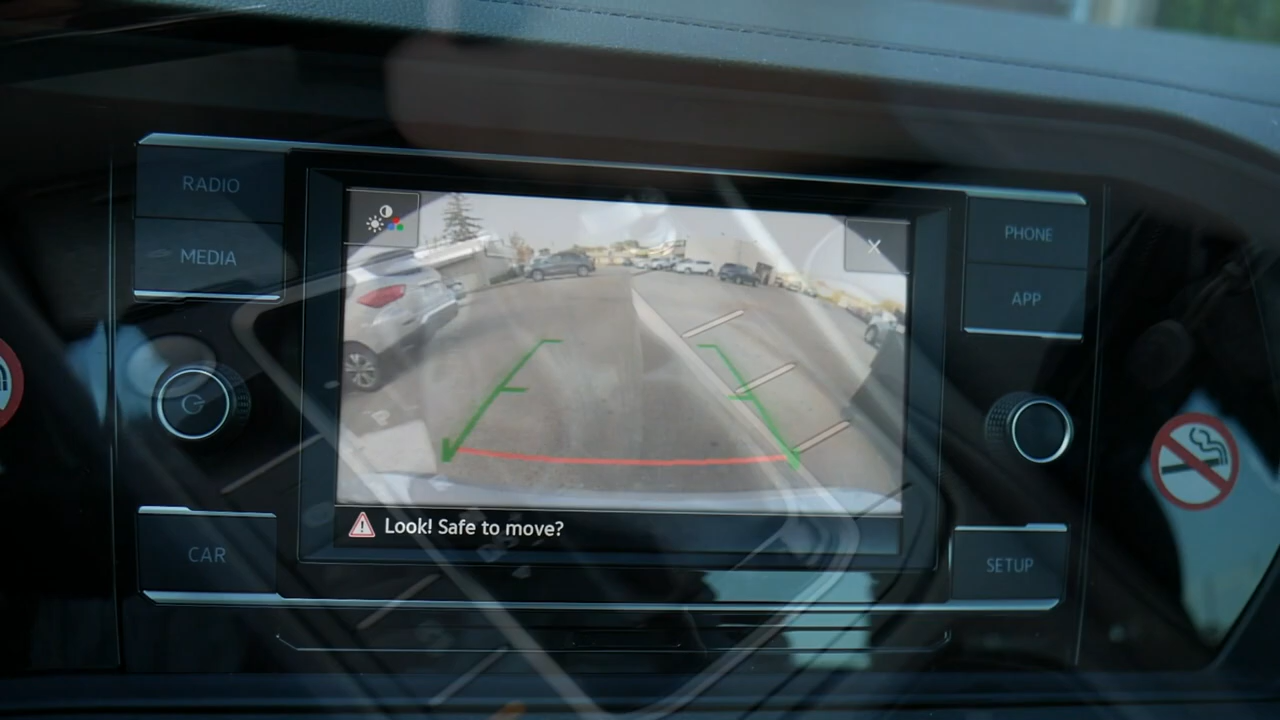 RADIO
MEDIA
PHONE
APP
Look! Safe to move?
CAR
SETUP